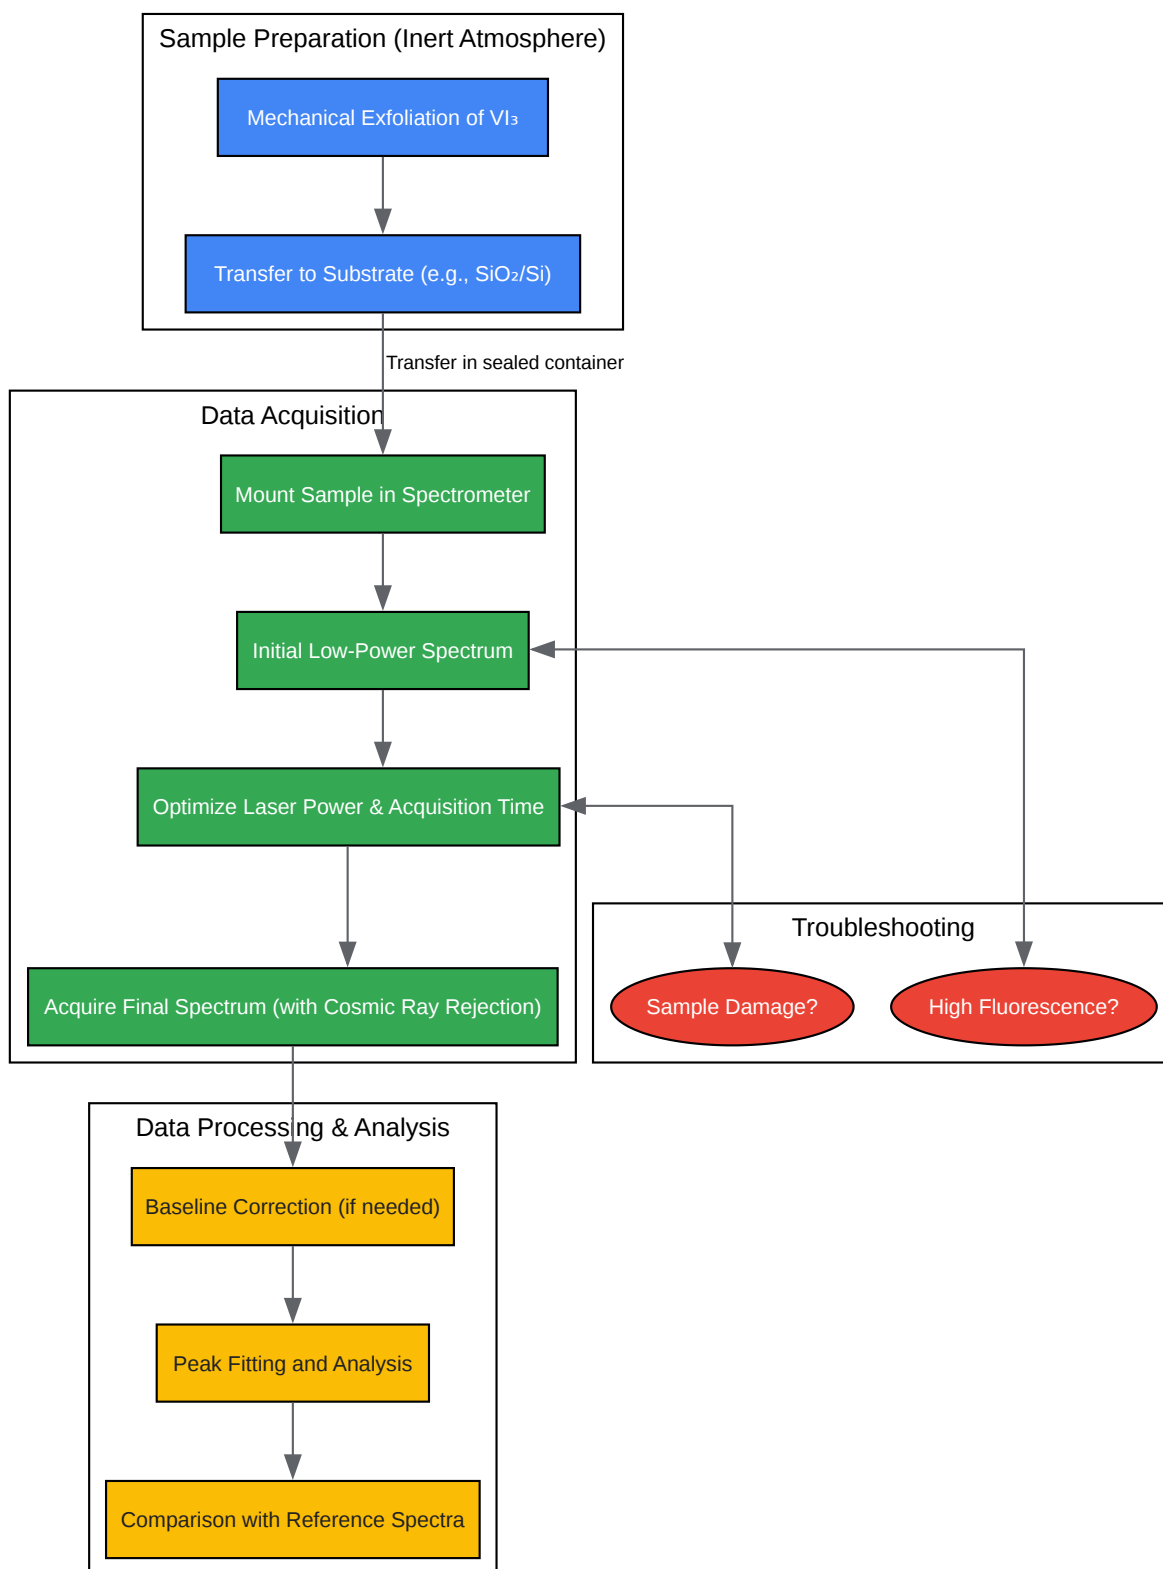 Sample Preparation (Inert Atmosphere)
Mechanical Exfoliation of VI₃
Transfer to Substrate (e.g., SiO₂/Si)
Transfer in sealed container
Data Acquisition
Mount Sample in Spectrometer
Initial Low-Power Spectrum
Optimize Laser Power & Acquisition Time
Acquire Final Spectrum (with Cosmic Ray Rejection)
Troubleshooting
Sample Damage?
High Fluorescence?
Data Processing & Analysis
Baseline Correction (if needed)
Peak Fitting and Analysis
Comparison with Reference Spectra